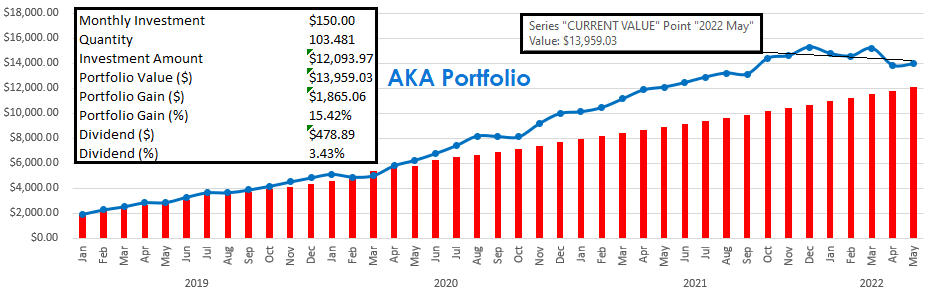 $18,000.00
$16,000.00
$14,000.00
$12,000.00
$10,000.00
$8,000.00
$6,000.00
$4,000.00
$2,000.00
$0.00
Monthly Investment $150.00
Quantity 103.481
Investment Amount $12,093.97
Portfolio Value ($) $13,959.03
Portfolio Gain ($) $1,865.06
Portfolio Gain (%) 15.42%
Dividend ($) $478.89
Dividend (%) 3.43%
AKA Portfolio
Series "CURRENT VALUE" Point "2022 May"
Value: $13,959.03
Jan Feb Mar Apr May Jun Jul Aug Sep Oct Nov Dec Jan Feb Mar Apr May Jun Jul Aug Sep Oct Nov Dec Jan Feb Mar Apr May Jun Jul Aug Sep Oct Nov Dec Jan Feb Mar Apr May
2019 2020 2021 2022